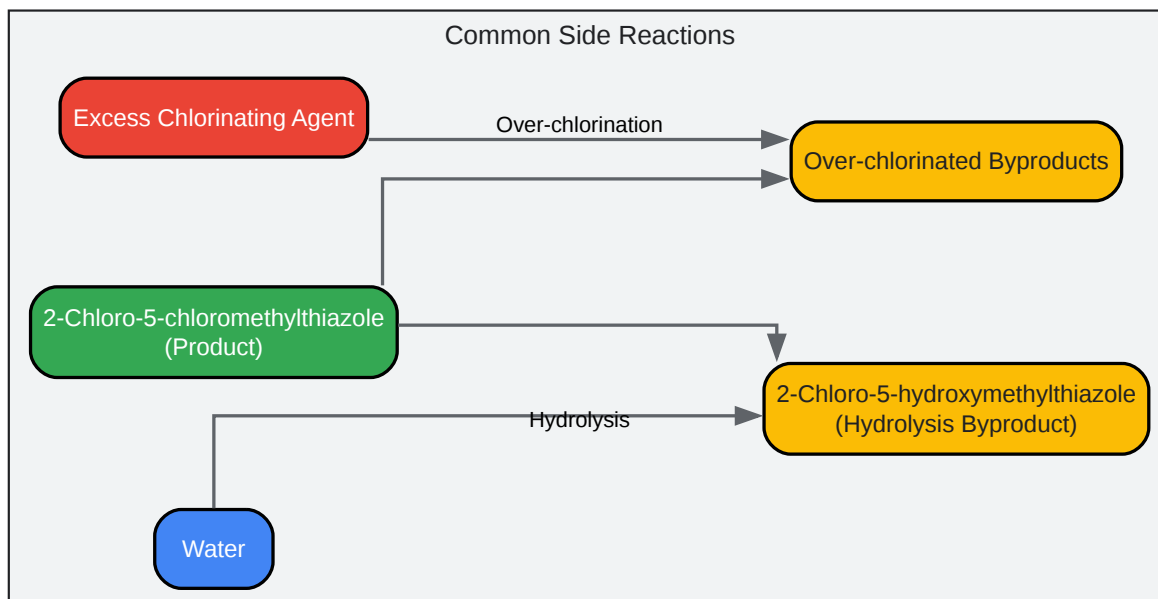 Common Side Reactions
Excess Chlorinating Agent
Over-chlorination
Over-chlorinated Byproducts
2-Chloro-5-chloromethylthiazole
(Product)
2-Chloro-5-hydroxymethylthiazole
(Hydrolysis Byproduct)
Hydrolysis
Water